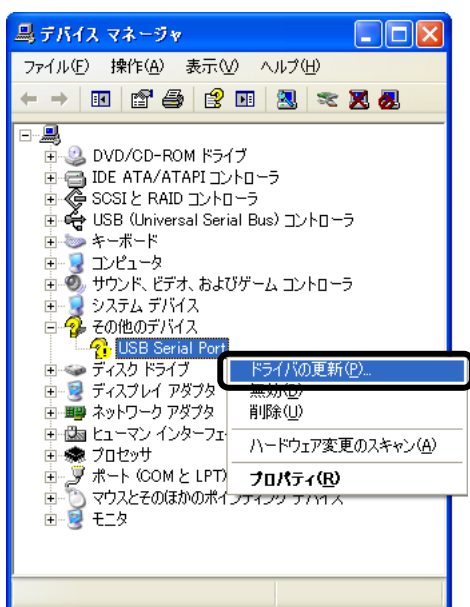 デバイス マネージャ
ファイル(F) 操作(A) 表示(V) ヘルプ(H)
DVD/CD-ROM ドライブ
IDE ATA/ATAPI コントローラ
SCSI と RAID コントローラ
USB (Universal Serial Bus) コントローラ
キーボード
コンピュータ
サウンド、ビデオ、およびゲーム コントローラ
システム デバイス
その他のデバイス
USB Serial Port
ドライバの更新(P)...
ディスク ドライブ
ディスプレイ アダプタ
無効(D)
ネットワーク アダプタ
削除(U)
ヒューマン インターフェ
ハードウェア変更のスキャン(A)
プロセッサ
ポート (COM と LPT)
プロパティ(R)
マウスとそのほかのポインティング デバイス
モニタ